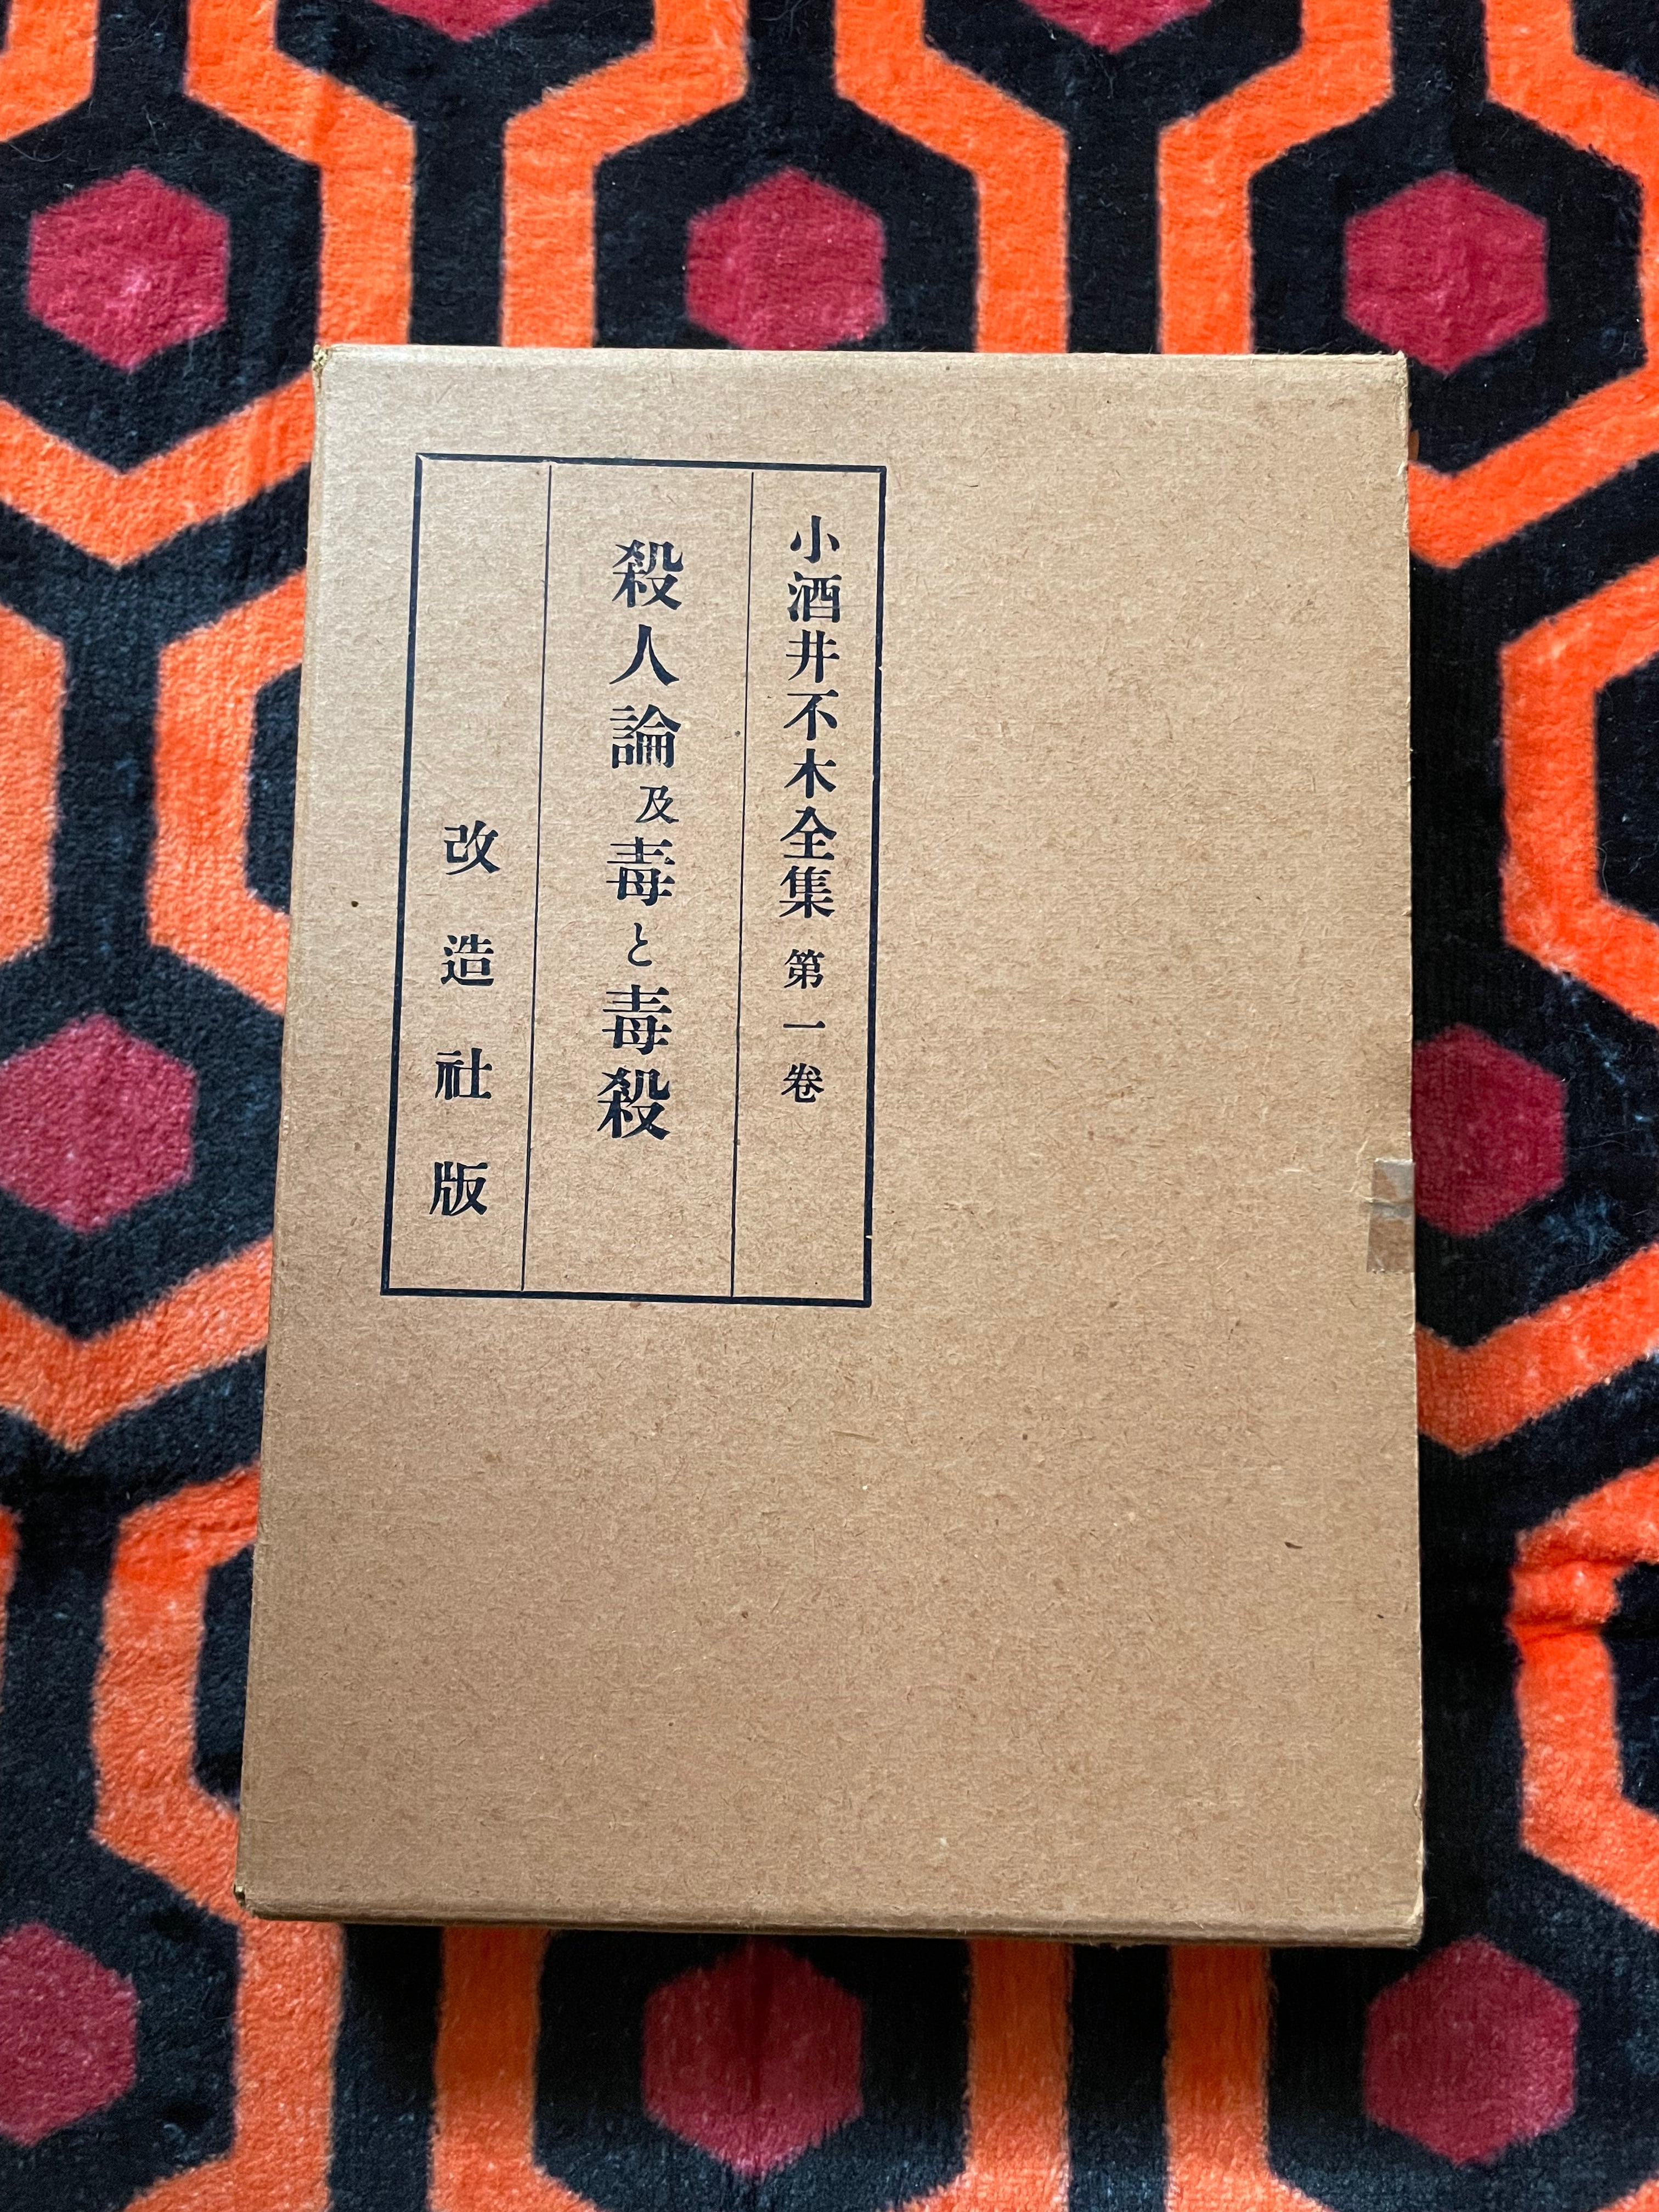 小酒井不木全集 第一卷
殺人論及毒と毒殺
改造社版